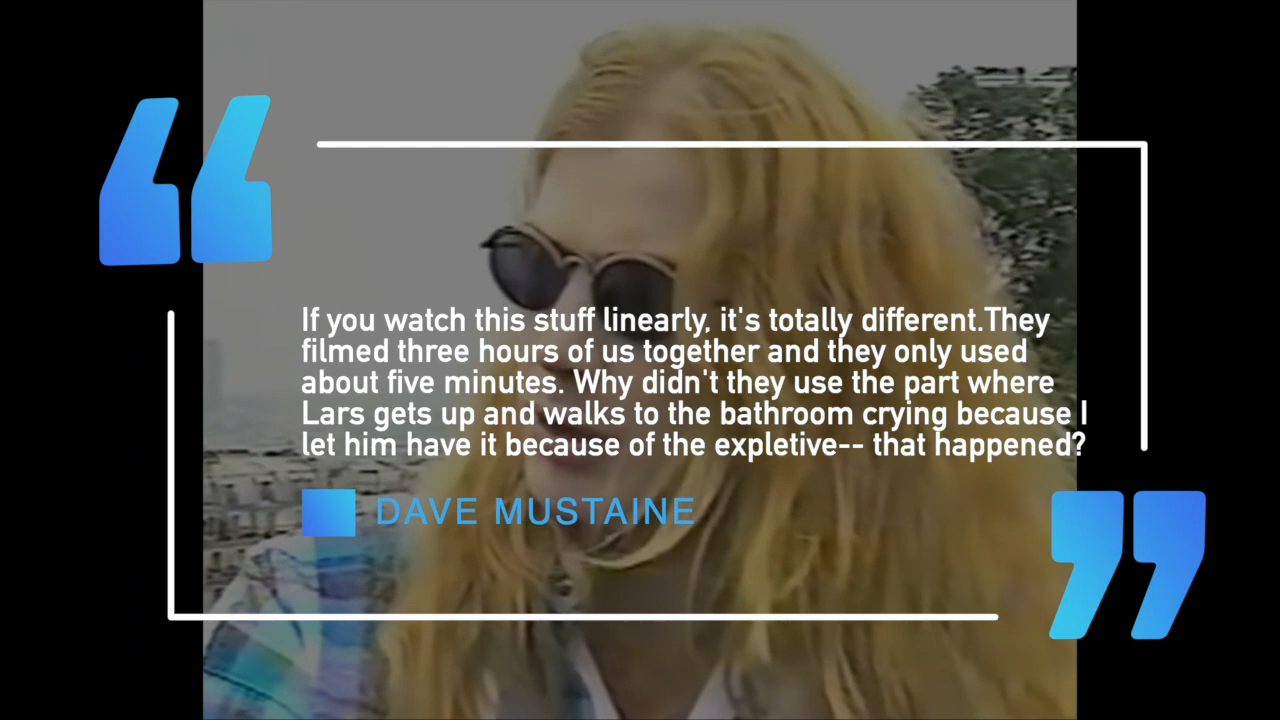 If you watch this stuff linearly, it's totally different.They
filmed three hours of us together and they only used
about five minutes. Why didn't they use the part where
Lars gets up and walks to the bathroom crying because I
let him have it because of the expletive-- that happened?
DAVE MUSTAINE